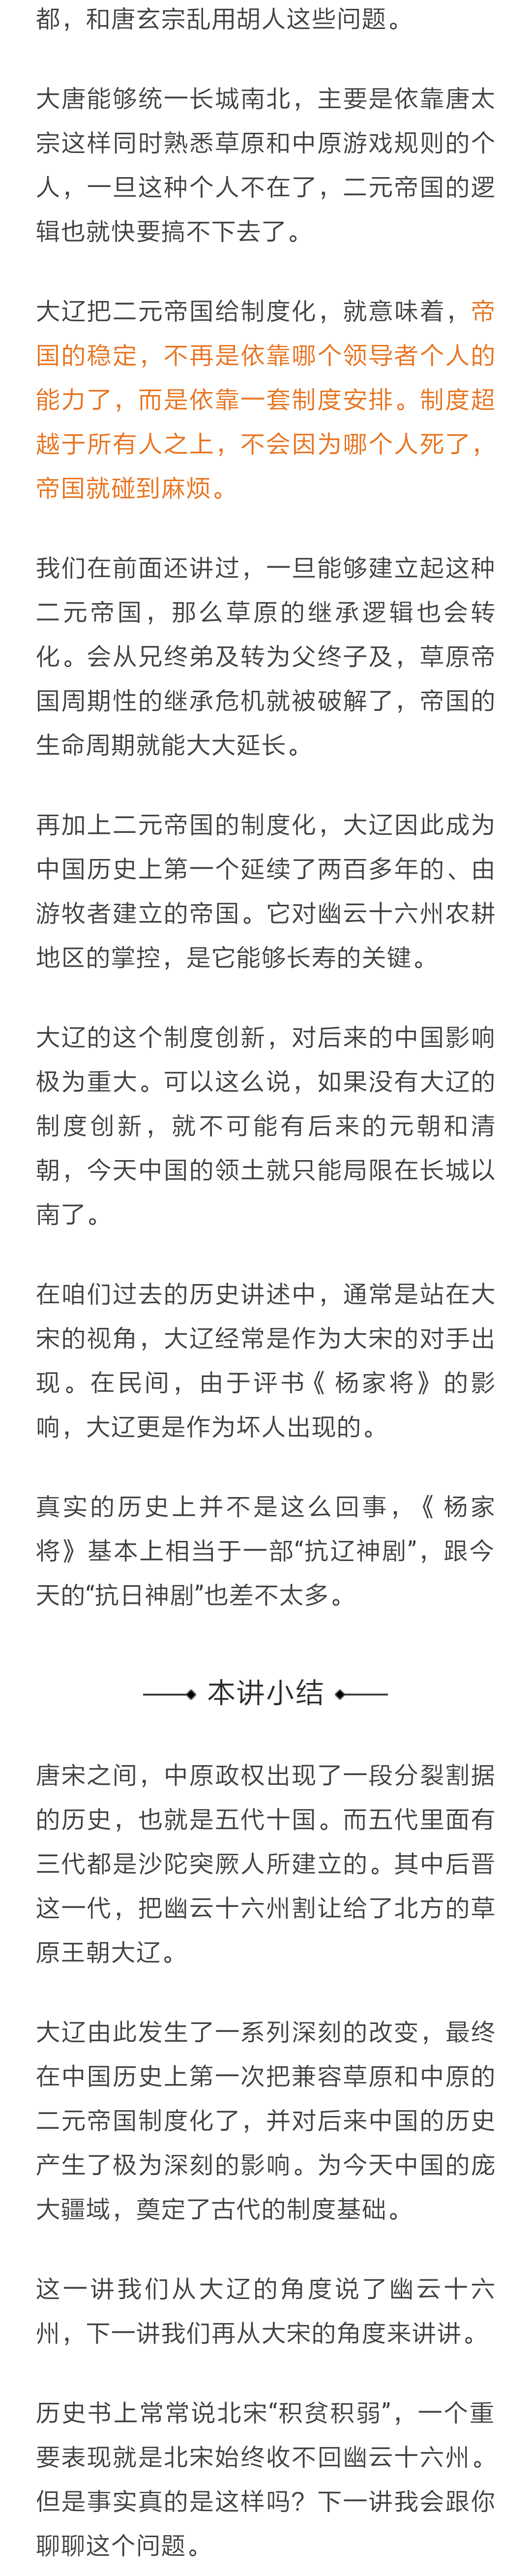 都，和唐玄宗乱用胡人这些问题。
大唐能够统一长城南北，主要是依靠唐太
宗这样同时熟悉草原和中原游戏规则的个
人，一旦这种个人不在了，二元帝国的逻
辑也就快要搞不下去了。
大辽把二元帝国给制度化，就意味着，帝
国的稳定，不再是依靠哪个领导者个人的
能力了，而是依靠一套制度安排。制度超
越于所有人之上，不会因为哪个人死了，
帝国就碰到麻烦。
我们在前面还讲过，一旦能够建立起这种
二元帝国，那么草原的继承逻辑也会转
化。会从兄终弟及转为父终子及，草原帝
国周期性的继承危机就被破解了，帝国的
生命周期就能大大延长。
再加上二元帝国的制度化，大辽因此成为
中国历史上第一个延续了两百多年的、由
游牧者建立的帝国。它对幽云十六州农耕
地区的掌控，是它能够长寿的关键。
大辽的这个制度创新，对后来的中国影响
极为重大。可以这么说，如果没有大辽的
制度创新，就不可能有后来的元朝和清
朝，今天中国的领土就只能局限在长城以
南了。
在咱们过去的历史讲述中，通常是站在大
宋的视角，大辽经常是作为大宋的对手出
现。在民间，由于评书《杨家将》的影
响，大辽更是作为坏人出现的。
真实的历史上并不是这么回事，《杨家
将》基本上相当于一部“抗辽神剧”，跟今
天的“抗日神剧”也差不太多。
本讲小结
唐宋之间，中原政权出现了一段分裂割据
的历史，也就是五代十国。而五代里面有
三代都是沙陀突厥人所建立的。其中后晋
这一代，把幽云十六州割让给了北方的草
原王朝大辽。
大辽由此发生了一系列深刻的改变，最终
在中国历史上第一次把兼容草原和中原的
二元帝国制度化了，并对后来中国的历史
产生了极为深刻的影响。为今天中国的庞
大疆域，奠定了古代的制度基础。
这一讲我们从大辽的角度说了幽云十六
州，下一讲我们再从大宋的角度来讲讲。
历史书上常常说北宋“积贫积弱”，一个重
要表现就是北宋始终收不回幽云十六州。
但是事实真的是这样吗？下一讲我会跟你
聊聊这个问题。